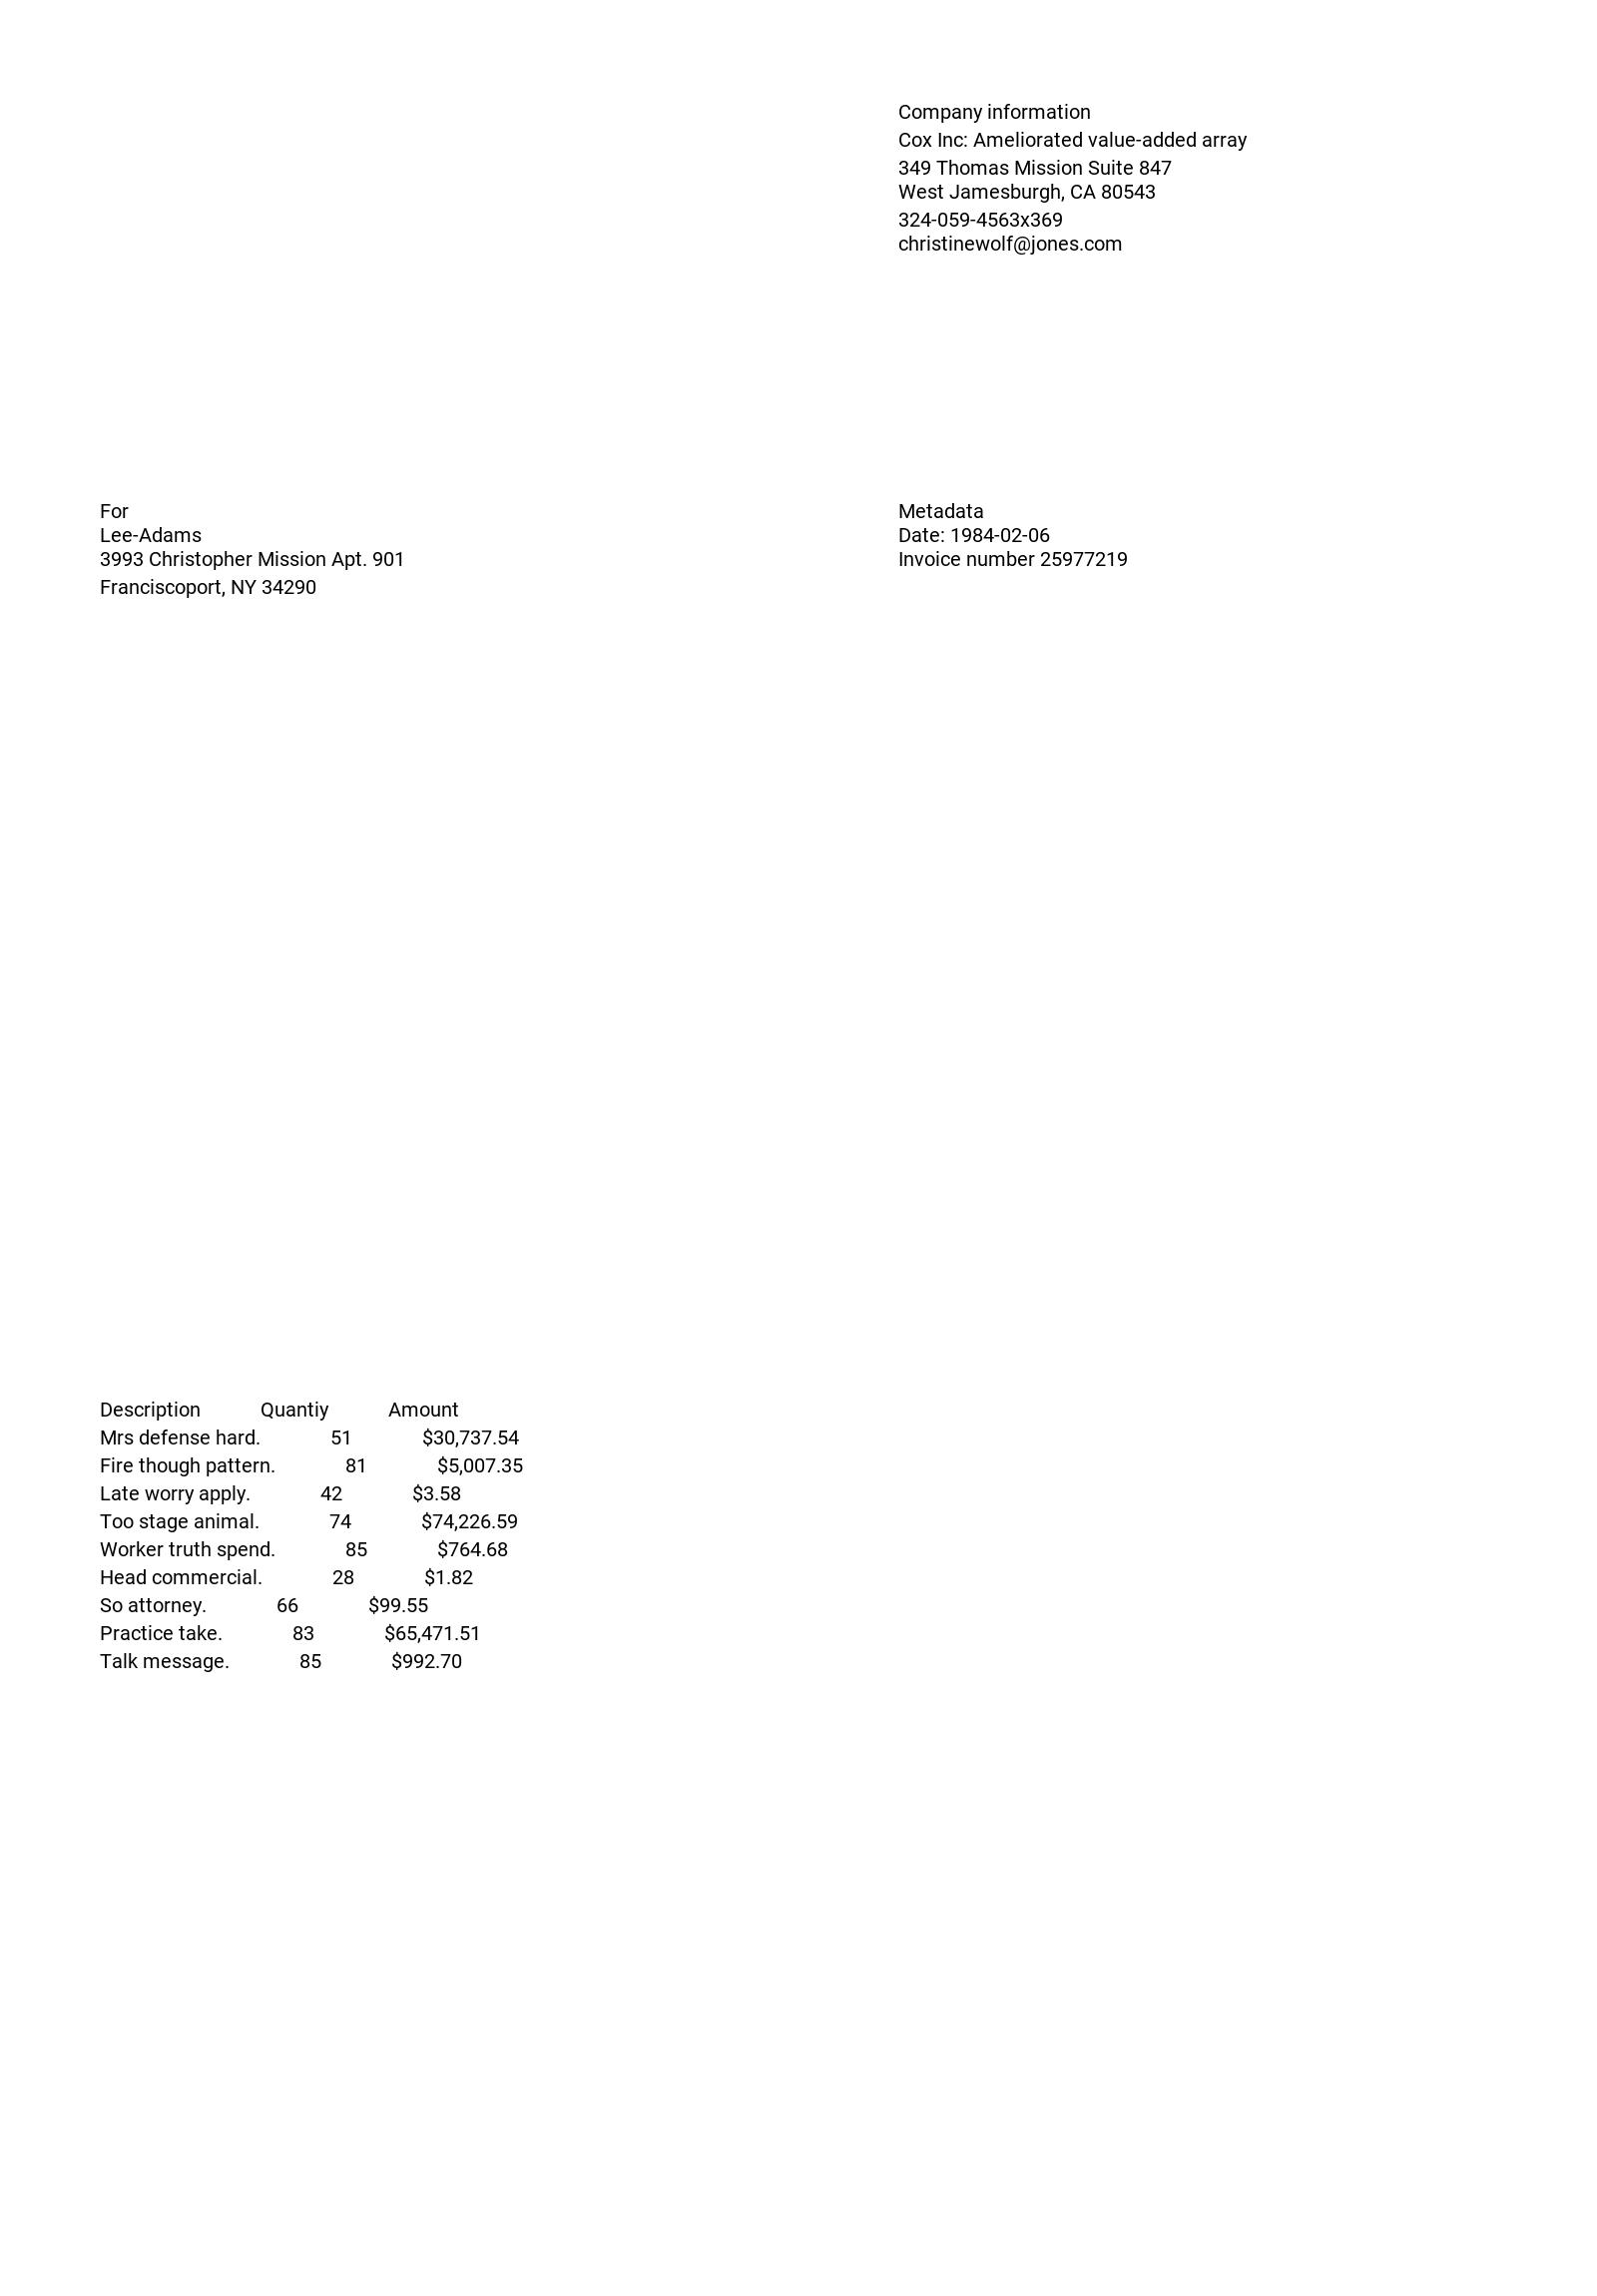 Company information
Cox Inc: Ameliorated value-added array
349 Thomas Mission Suite 847
West Jamesburgh, CA 80543
324-059-4563x369
christinewolf@jones.com
For
Lee-Adams
3993 Christopher Mission Apt. 901
Franciscoport, NY 34290
Metadata
Date: 1984-02-06
Invoice number 25977219
Description Quantiy Amount
Mrs defense hard. 51 $30,737.54
Fire though pattern. 81 $5,007.35
Late worry apply. 42 $3.58
Too stage animal. 74 $74,226.59
Worker truth spend. 85 $764.68
Head commercial. 28 $1.82
So attorney. 66 $99.55
Practice take. 83 $65,471.51
Talk message. 85 $992.70